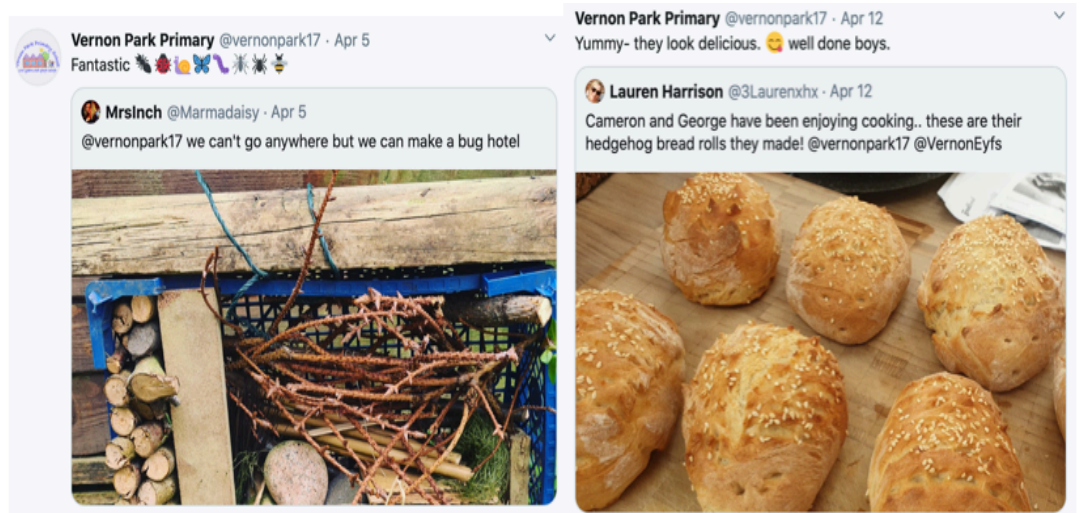 Vernon Park Primary @vernonpark17 · Apr 5
Fantastic 🐜🐞🐌🦋🐛🦟🕷🐝
MrsInch @Marmadaisy · Apr 5
@vernonpark17 we can't go anywhere but we can make a bug hotel
Vernon Park Primary @vernonpark17 · Apr 12
Yummy- they look delicious. 😋 well done boys.
Lauren Harrison @3Laurenxhx · Apr 12
Cameron and George have been enjoying cooking.. these are their
hedgehog bread rolls they made! @vernonpark17 @VernonEyfs